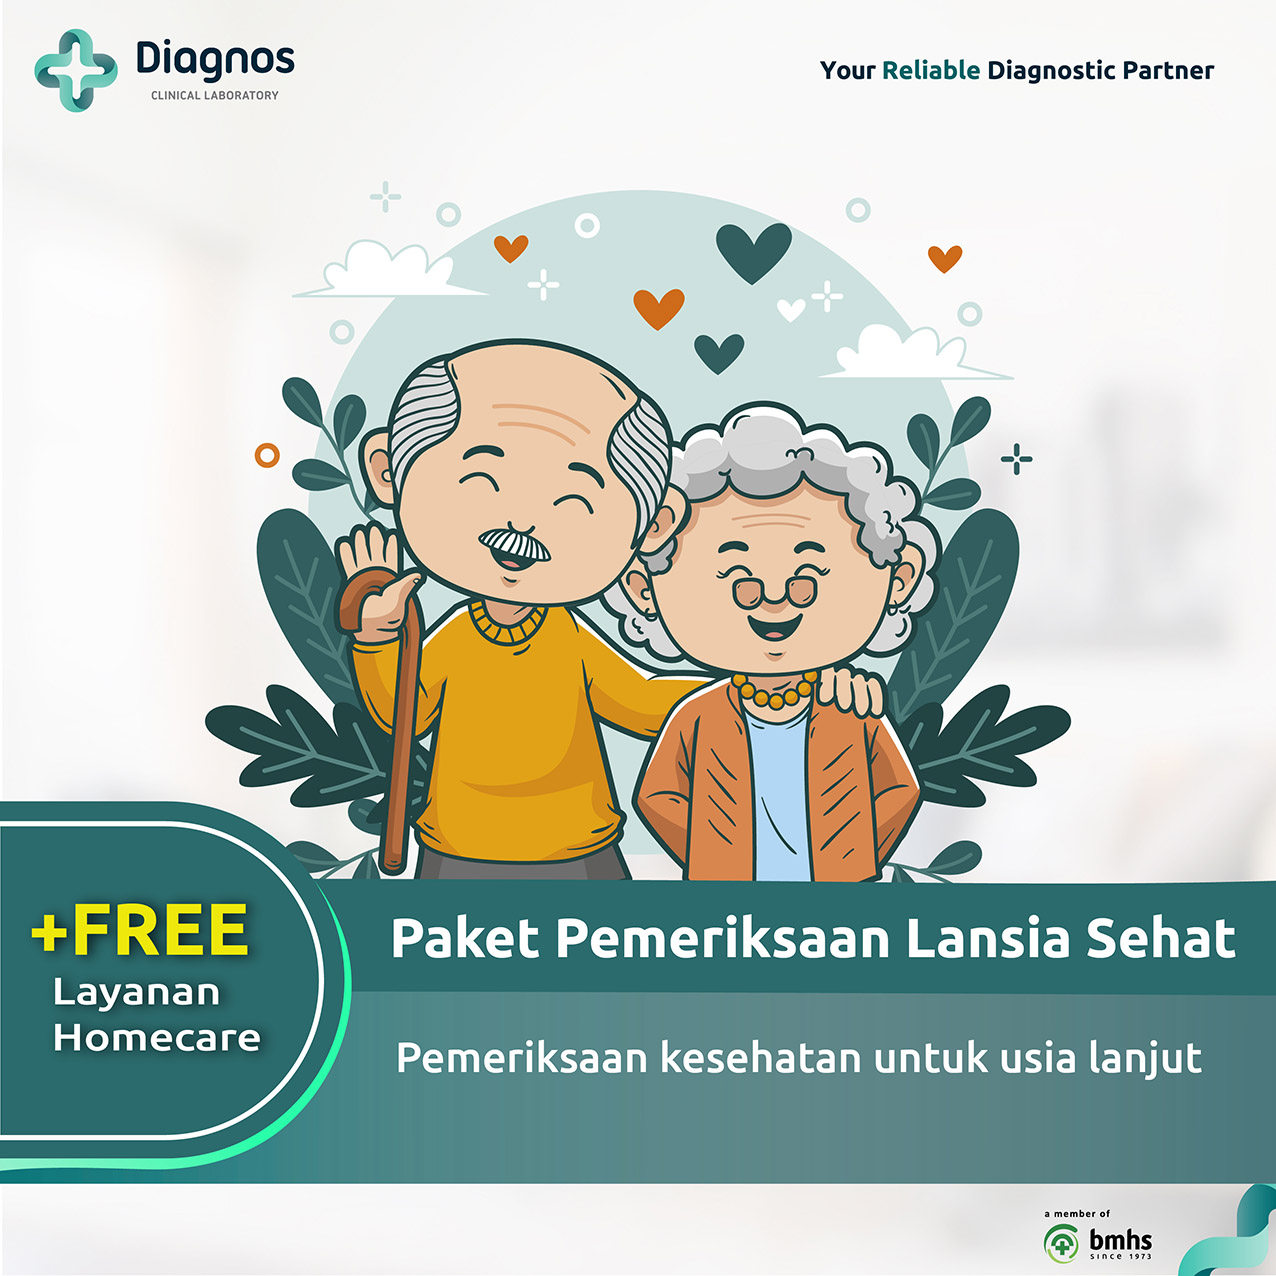 Diagnos
CLINICAL LABORATORY
Your Reliable Diagnostic Partner
+FREE
Layanan
Homecare
Paket Pemeriksaan Lansia Sehat
Pemeriksaan kesehatan untuk usia lanjut
a member of
bmhs
since 1973